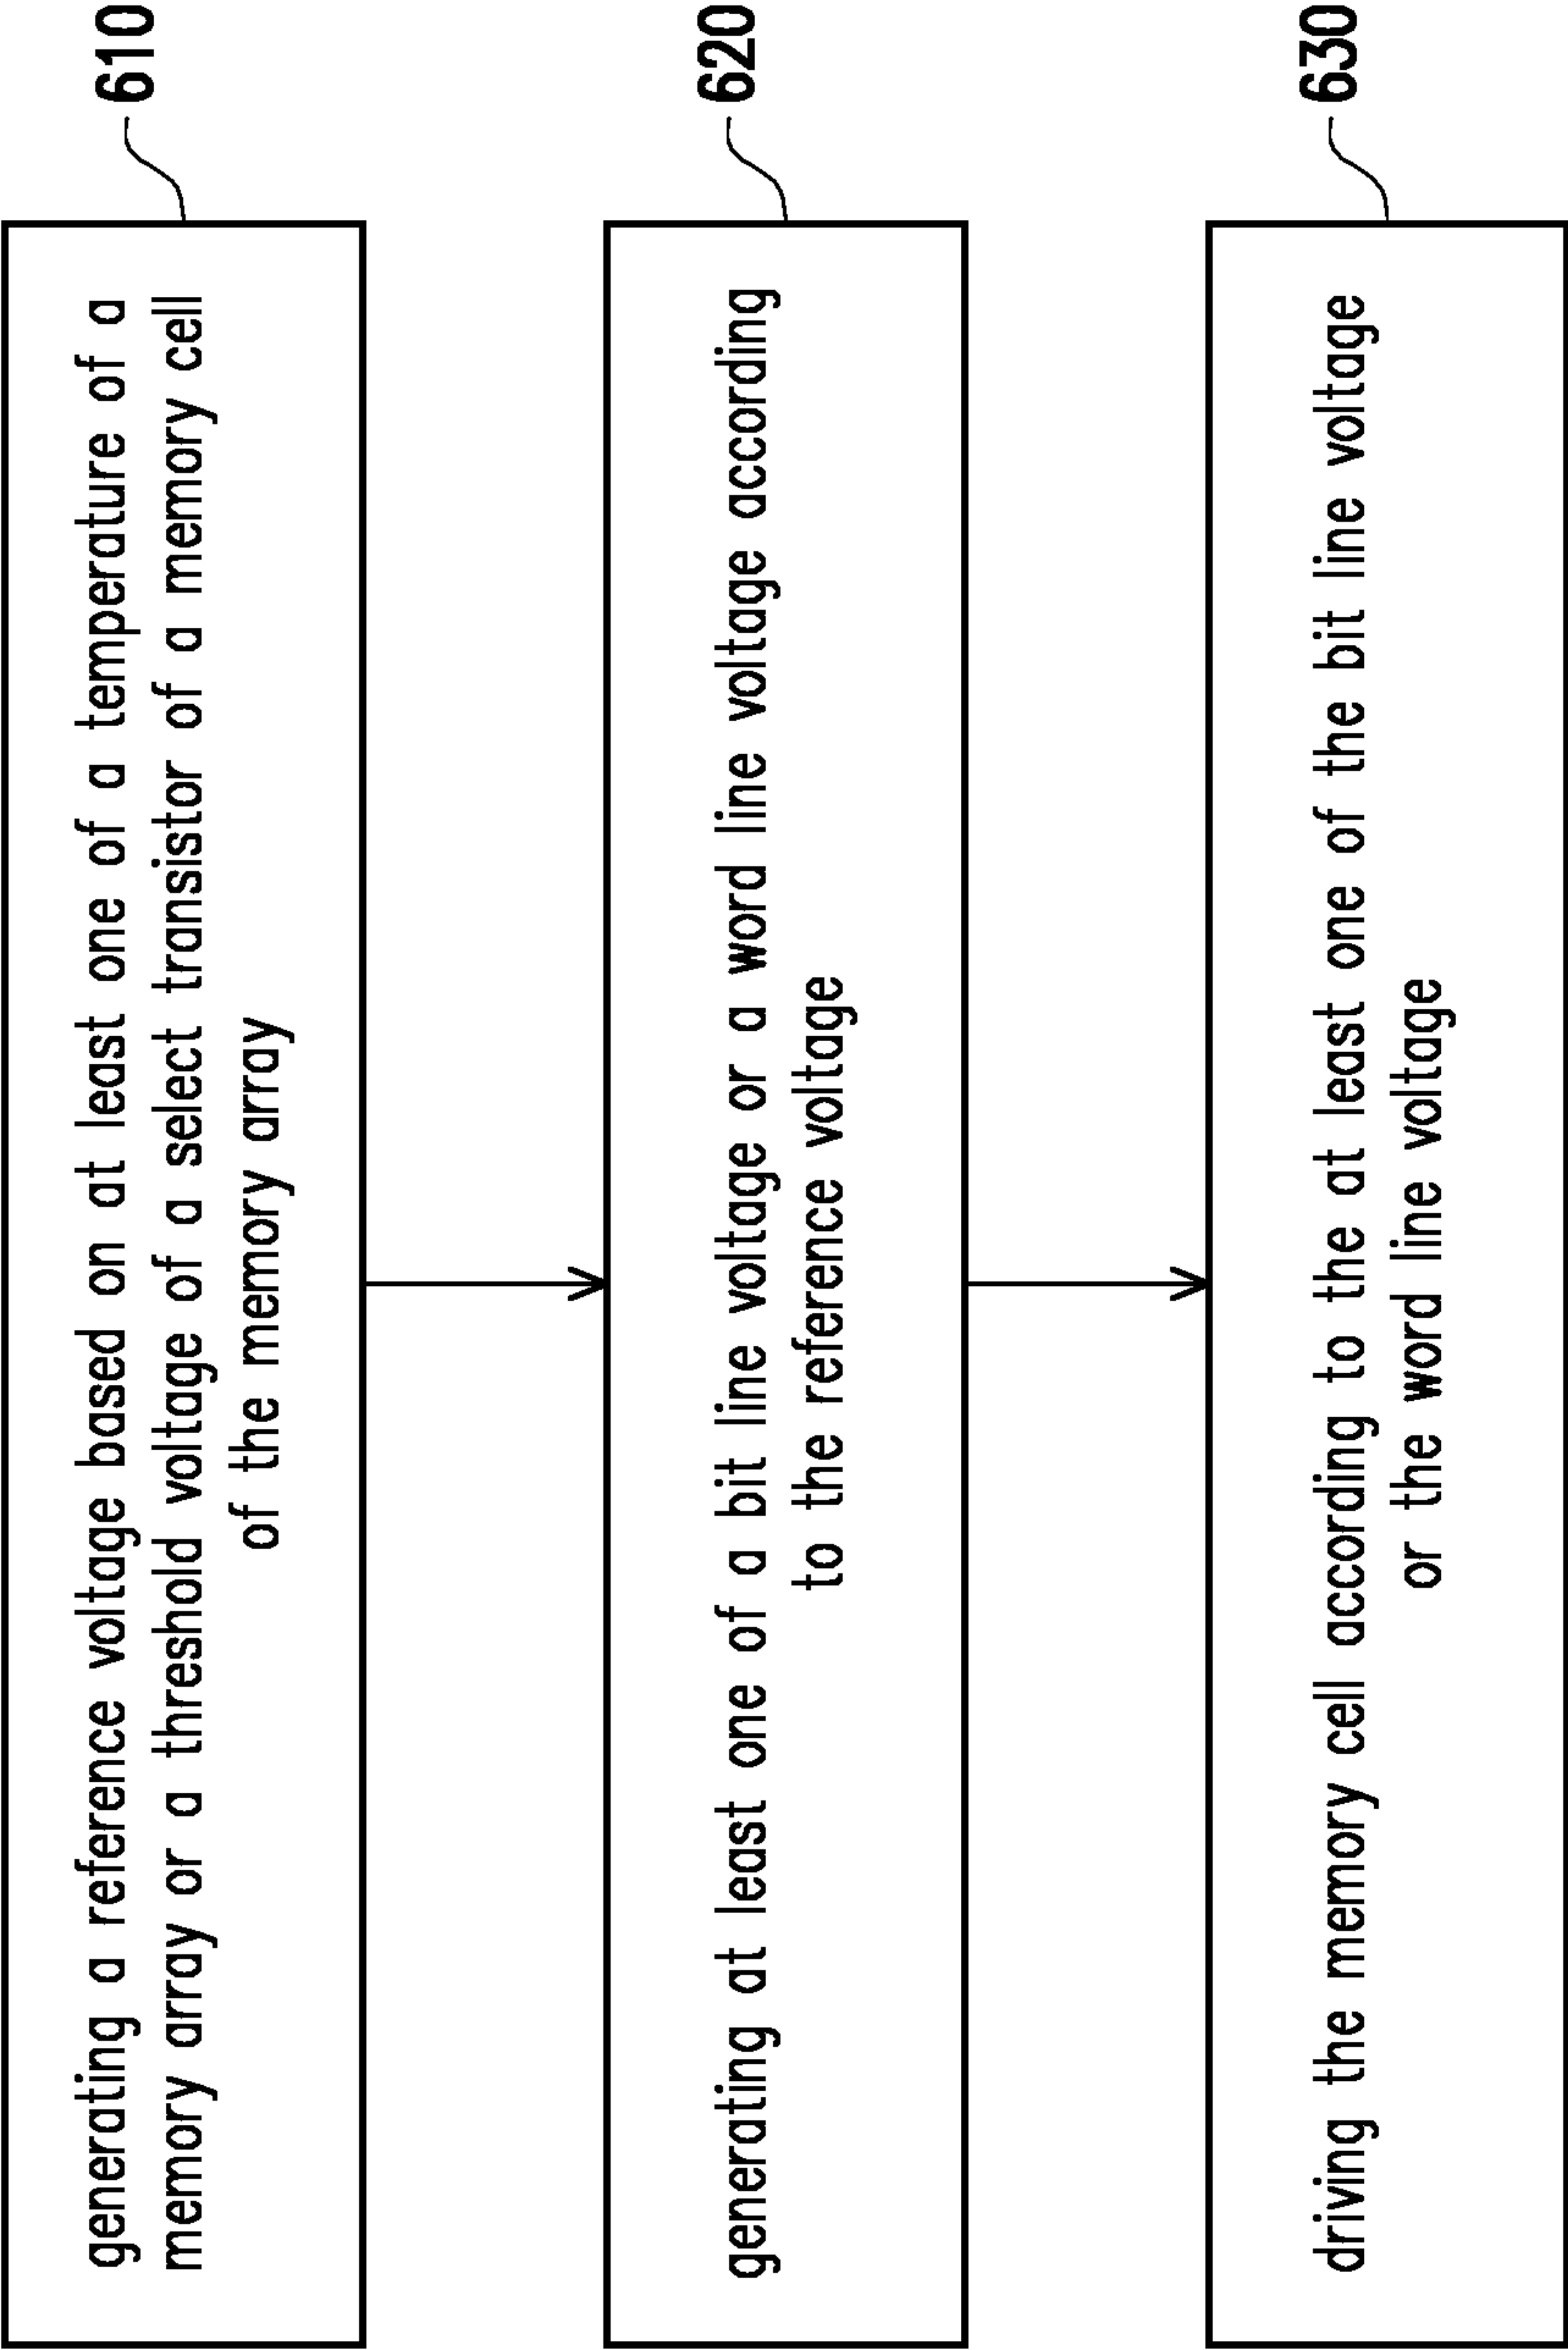 generating a reference voltage based on at least one of a temperature of a
memory array or a threshold voltage of a select transistor of a memory cell
of the memory array
610
generating at least one of a bit line voltage or a word line voltage according
to the reference voltage
620
driving the memory cell according to the at least one of the bit line voltage
or the word line voltage
630